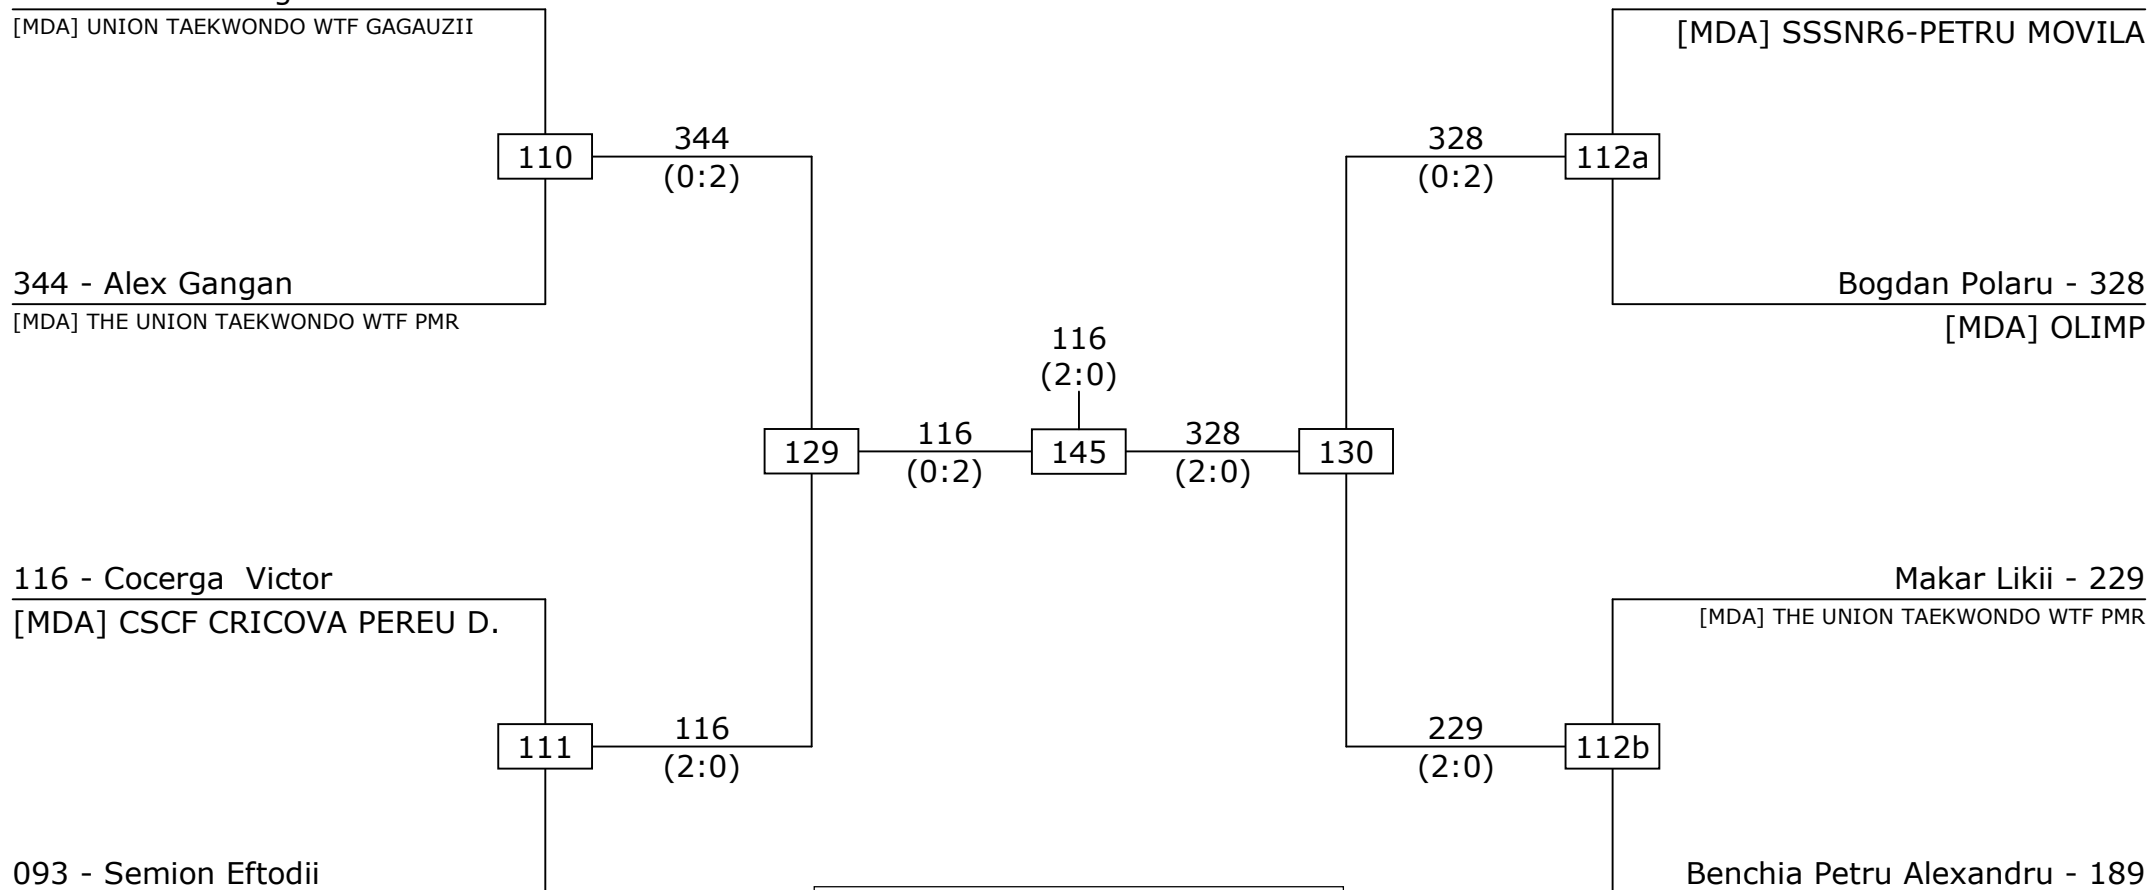 [MDA] UNION TAEKWONDO WTF GAGAUZII
[MDA] SSSNR6-PETRU MOVILA
344
110
(0:2)
328
112a
(0:2)
344 - Alex Gangan
[MDA] THE UNION TAEKWONDO WTF PMR
Bogdan Polaru - 328
[MDA] OLIMP
116
(2:0)
129
116
(0:2)
145
328
(2:0)
130
116 - Cocerga  Victor
[MDA] CSCF CRICOVA PEREU D.
Makar Likii - 229
[MDA] THE UNION TAEKWONDO WTF PMR
111
116
(2:0)
229
(2:0)
112b
093 - Semion Eftodii
Benchia Petru Alexandru - 189